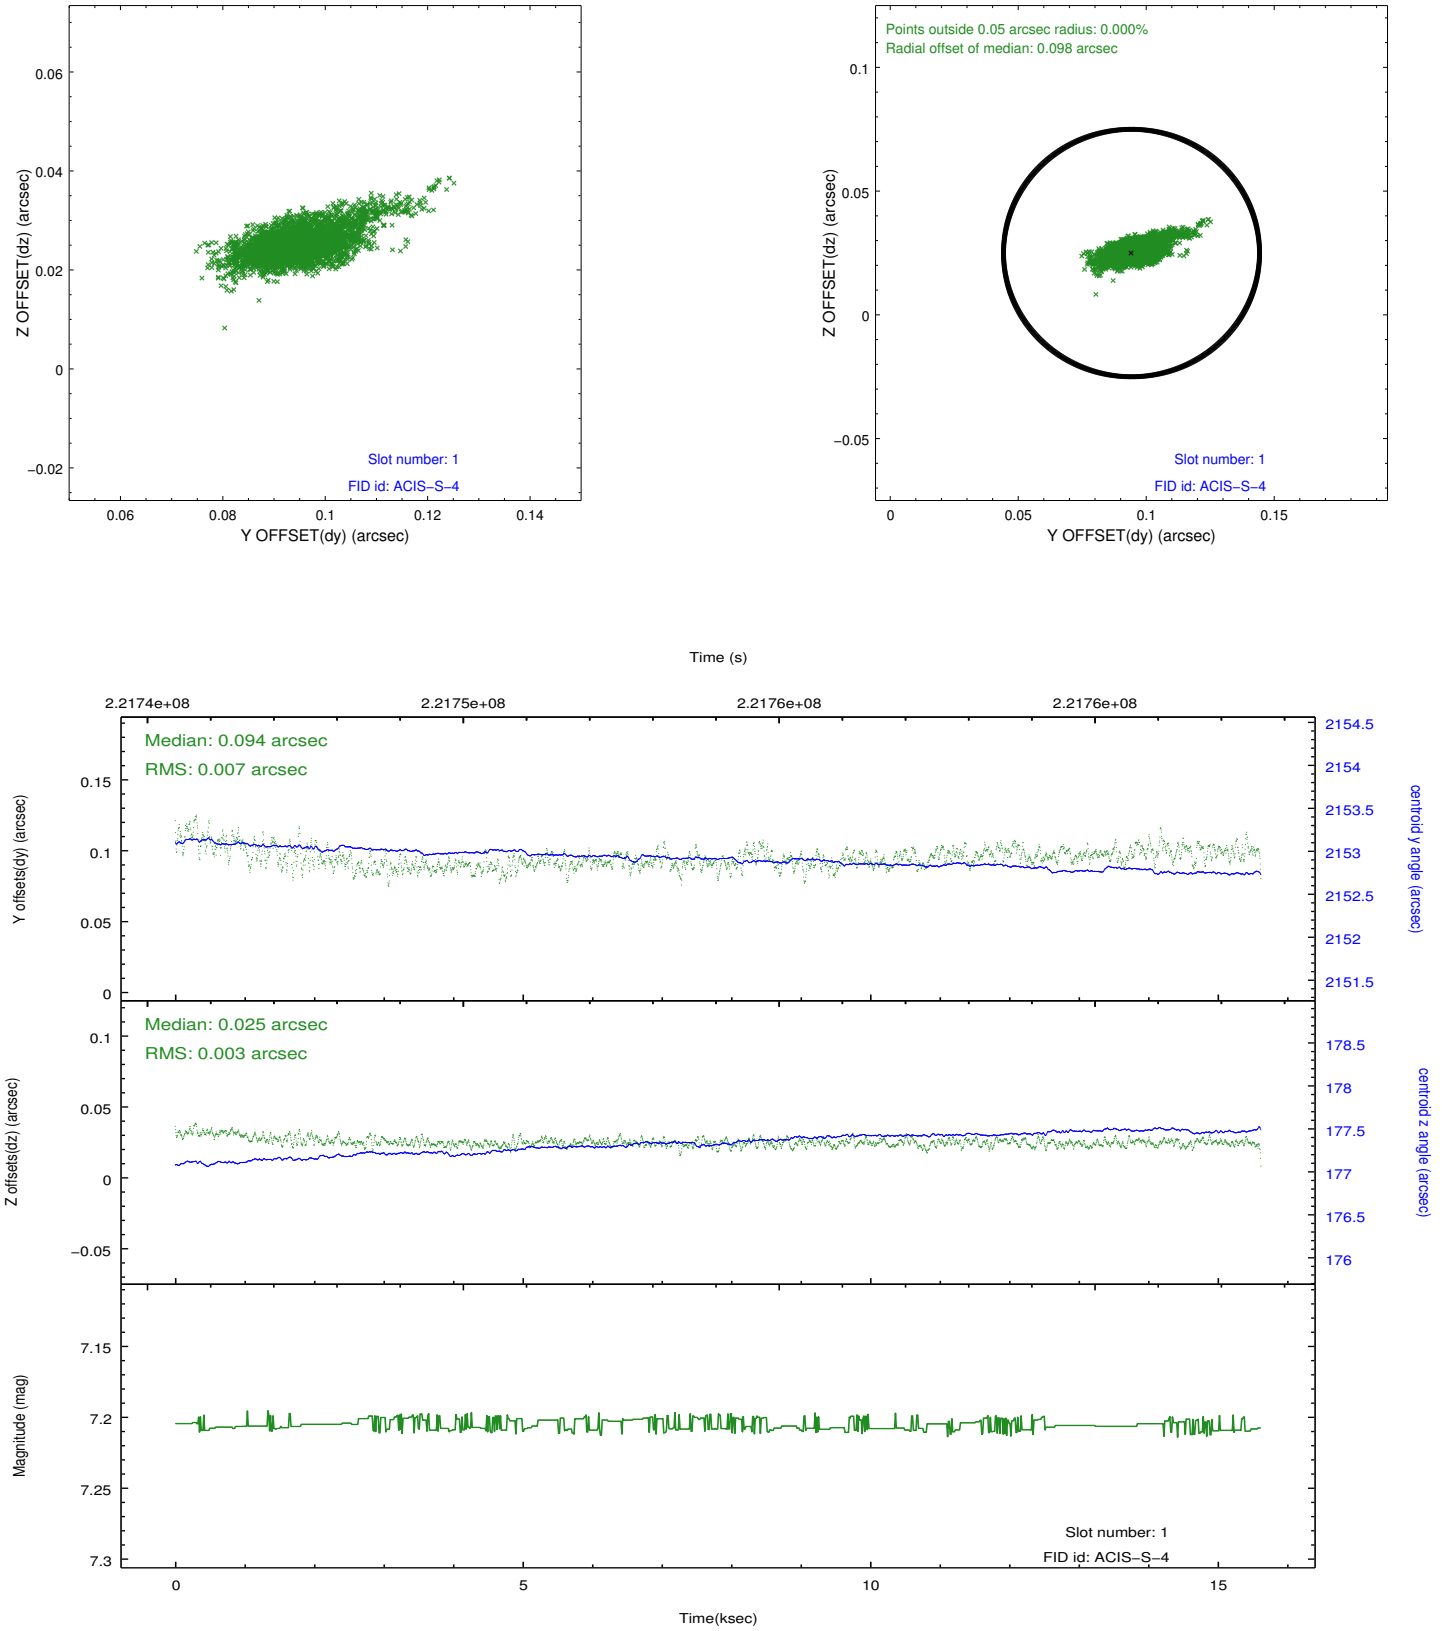 0.06
0.04
0.02
0
−0.02
Z OFFSET(dz) (arcsec)
Slot number: 1
FID id: ACIS−S−4
0.06 0.08 0.1 0.12 0.14
Y OFFSET(dy) (arcsec)
Points outside 0.05 arcsec radius: 0.000%
Radial offset of median: 0.098 arcsec
0.1
0.05
0
−0.05
Z OFFSET(dz) (arcsec)
Slot number: 1
FID id: ACIS−S−4
0 0.05 0.1 0.15
Y OFFSET(dy) (arcsec)
Time (s)
2.2174e+08 2.2175e+08 2.2176e+08 2.2176e+08
Median: 0.094 arcsec
RMS: 0.007 arcsec
0.15
0.1
0.05
0
Y offsets(dy) (arcsec)
2154.5
2154
2153.5
2153
2152.5
2152
2151.5
centroid y angle (arcsec)
Median: 0.025 arcsec
RMS: 0.003 arcsec
0.1
0.05
0
−0.05
Z offsets(dz) (arcsec)
178.5
178
177.5
177
176.5
176
centroid z angle (arcsec)
7.15
7.2
7.25
7.3
Magnitude (mag)
Slot number: 1
FID id: ACIS−S−4
0 5 10 15
Time(ksec)